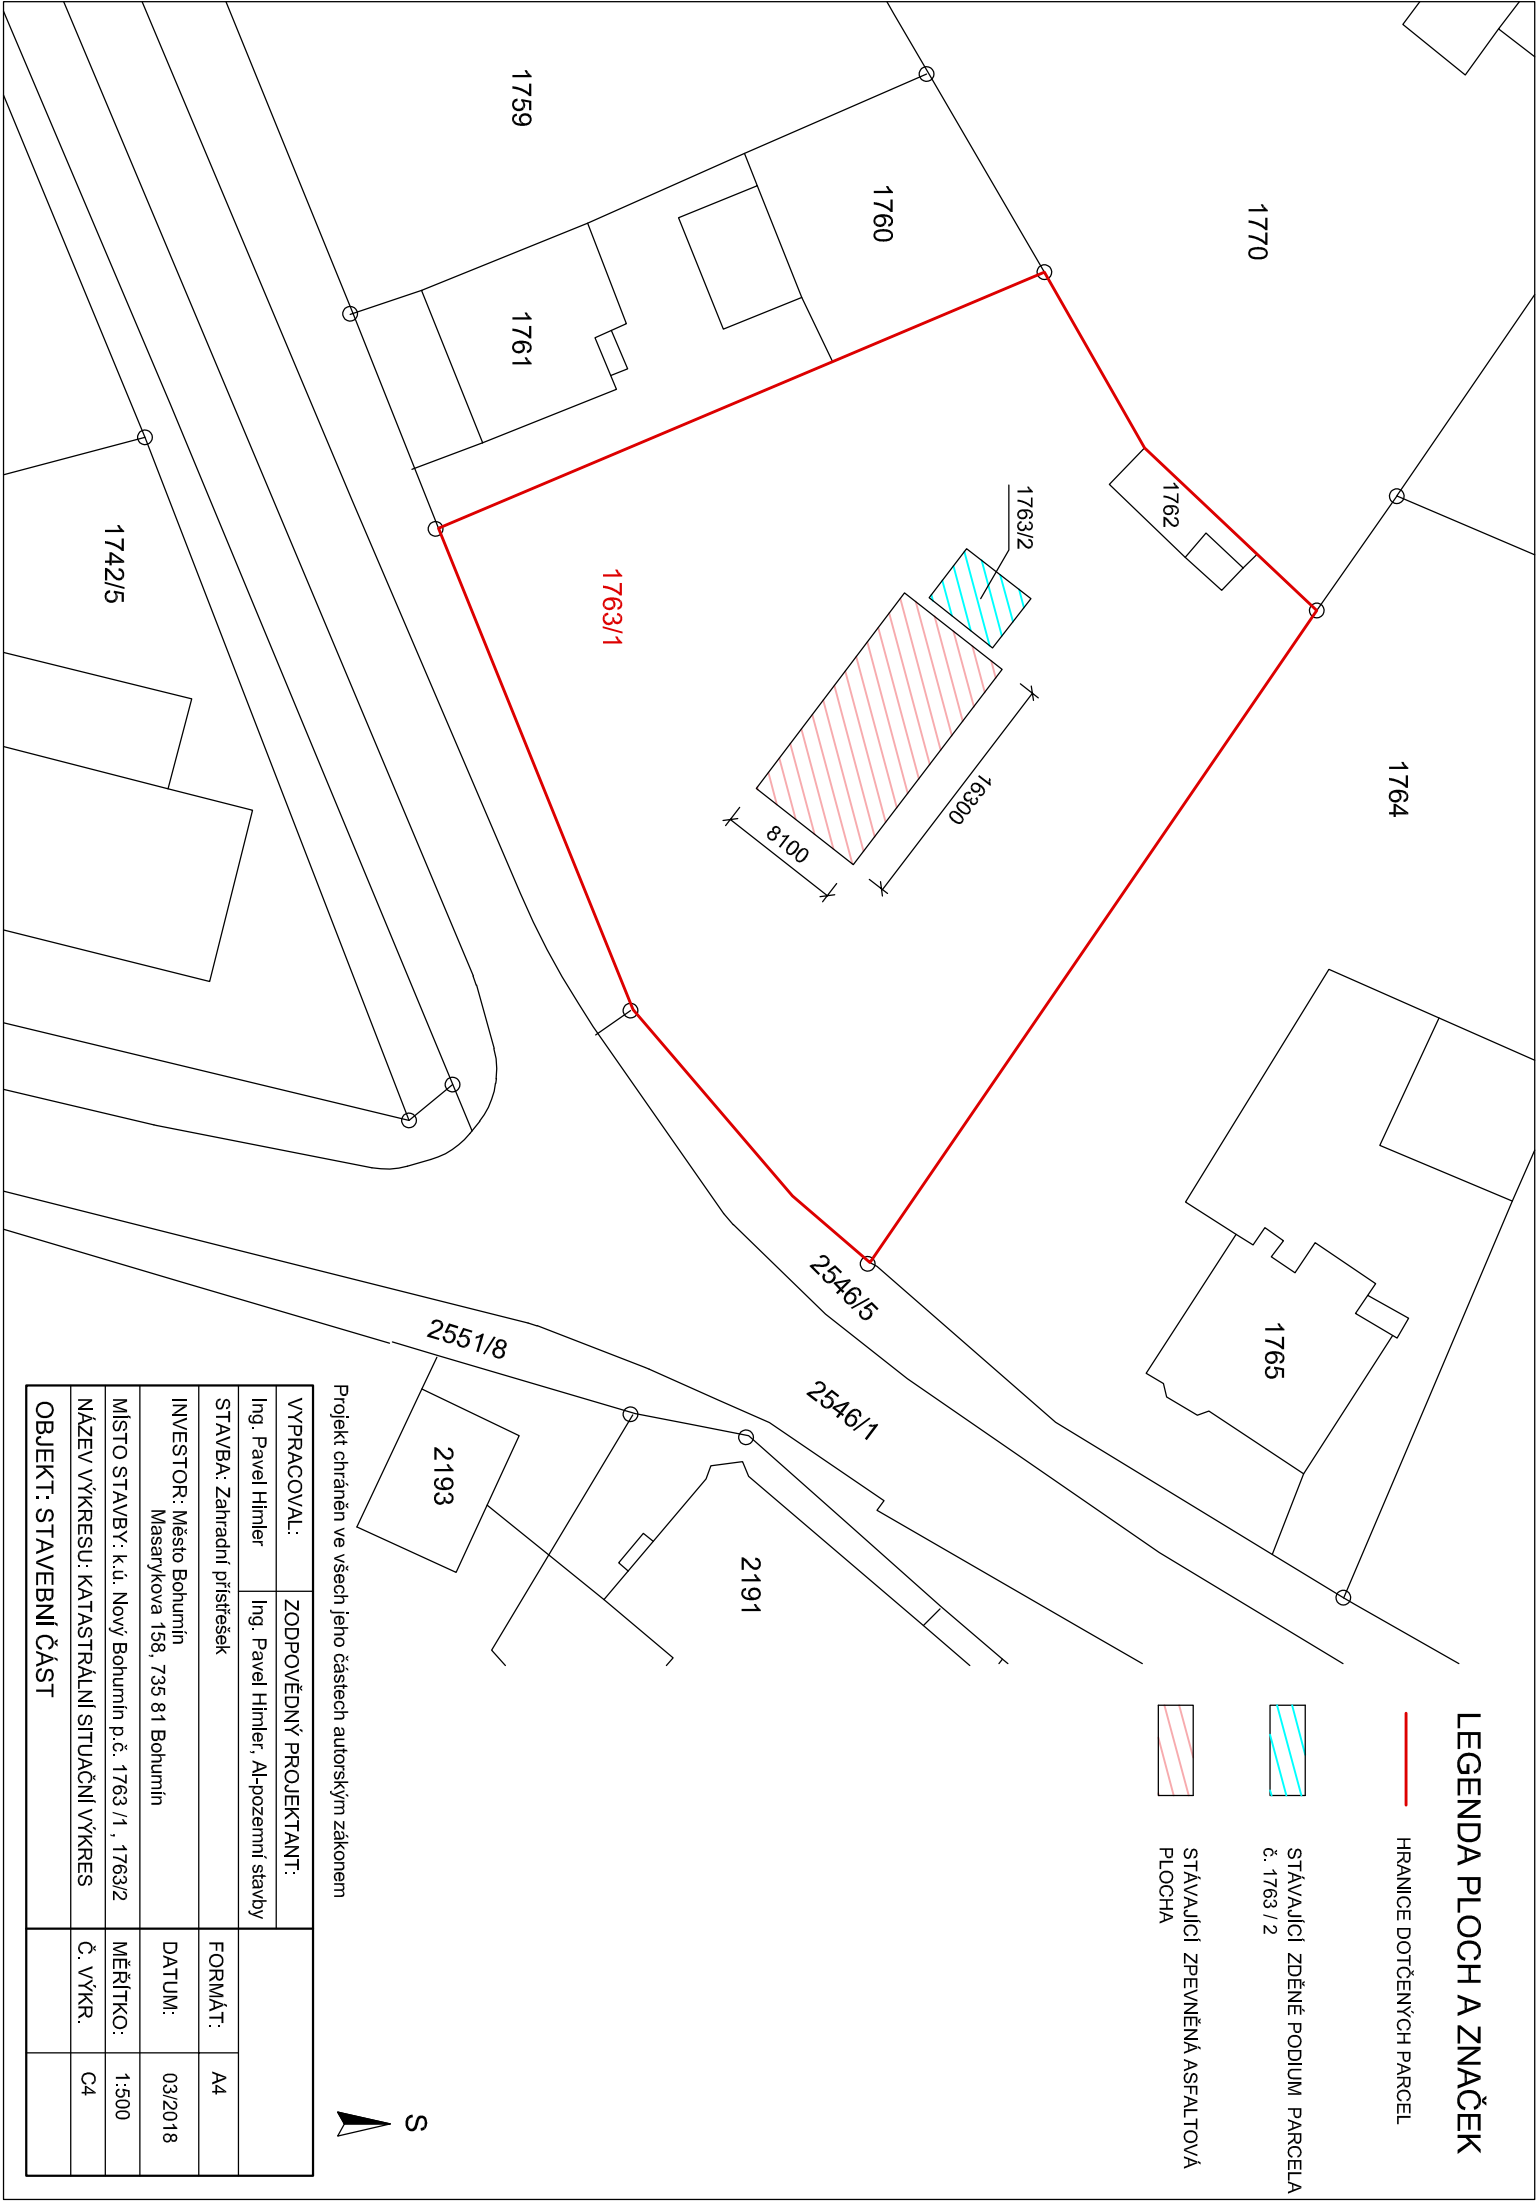 1770
1764
1765
1760
1762
1763/2
1759
1761
1763/1
16300
8100
1742/5
2546/5
2546/1
2551/8
2193
2191
LEGENDA PLOCH A ZNAČEK
HRANICE DOTČENÝCH PARCEL
STÁVAJÍCÍ ZDĚNÉ PODIUM PARCELA
č. 1763 / 2
STÁVAJÍCÍ ZPEVNĚNÁ ASFALTOVÁ
PLOCHA
S
Projekt chráněn ve všech jeho částech autorským zákonem
VYPRACOVAL:
ZODPOVĚDNÝ PROJEKTANT:
Ing. Pavel Himler
Ing. Pavel Himler, AI-pozemní stavby
STAVBA: Zahradní přístřešek
FORMÁT:
A4
INVESTOR: Město Bohumín
Masarykova 158, 735 81 Bohumín
DATUM:
03/2018
MÍSTO STAVBY: k.ú. Nový Bohumín p.č. 1763 /1 , 1763/2
MĚŘÍTKO:
1:500
NÁZEV VÝKRESU: KATASTRÁLNÍ SITUAČNÍ VÝKRES
Č. VÝKR.
C4
OBJEKT: STAVEBNÍ ČÁST